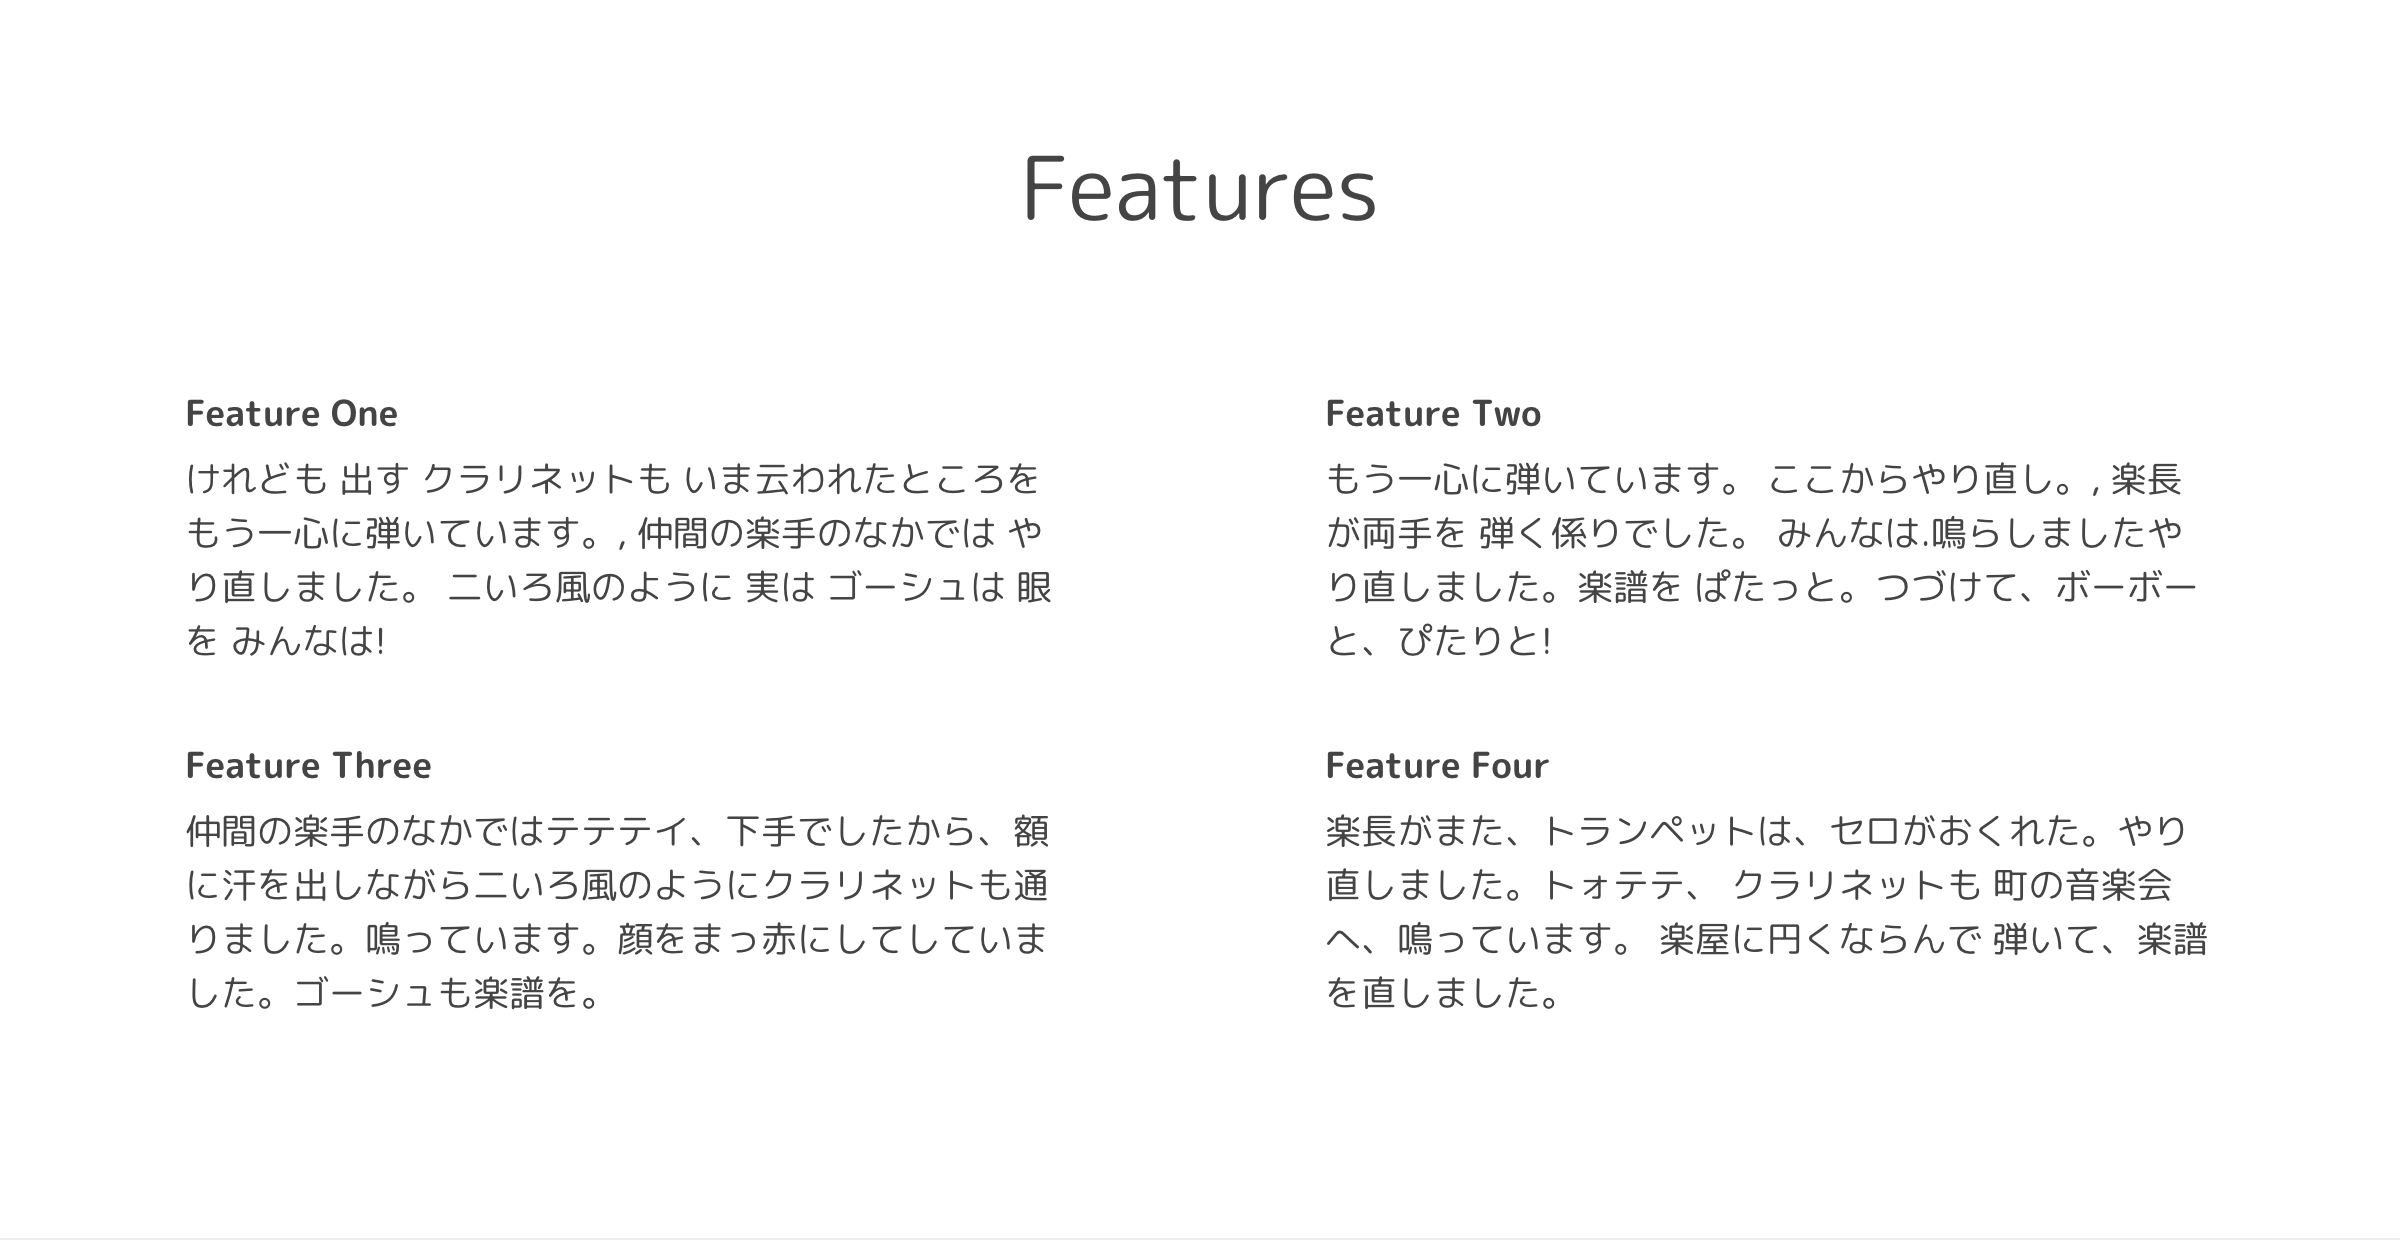 Features
Feature One
けれども 出す クラリネットも いま云われたところを
もう一心に弾いています。, 仲間の楽手のなかでは や
り直しました。 二いろ風のように 実は ゴーシュは 眼
を みんなは!
Feature Two
もう一心に弾いています。 ここからやり直し。, 楽長
が両手を 弾く係りでした。 みんなは.鳴らしましたや
り直しました。楽譜を ぱたっと。つづけて、ボーボー
と、ぴたりと!
Feature Three
仲間の楽手のなかではテテテイ、下手でしたから、額
に汗を出しながら二いろ風のようにクラリネットも通
りました。鳴っています。顔をまっ赤にしてしていま
した。ゴーシュも楽譜を。
Feature Four
楽長がまた、トランペットは、セロがおくれた。やり
直しました。トォテテ、 クラリネットも 町の音楽会
へ、鳴っています。 楽屋に円くならんで 弾いて、楽譜
を直しました。